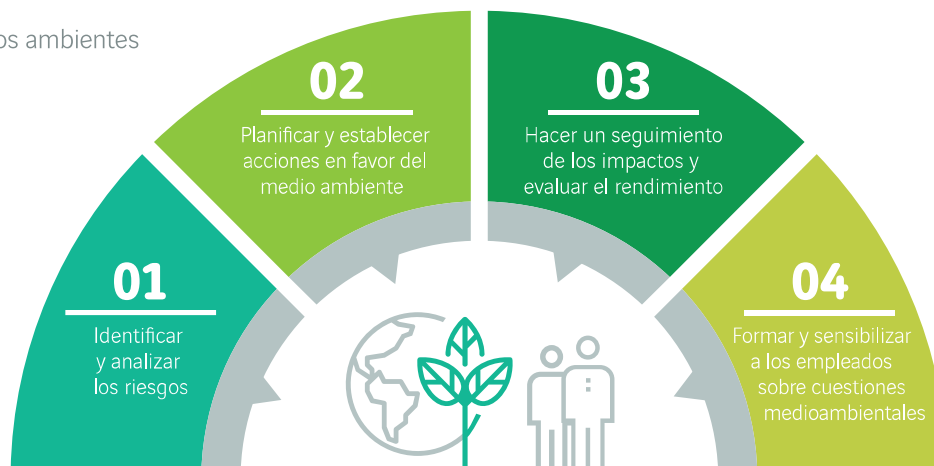 os ambientes
01
Identificar
y analizar
los riesgos
02
Planificar y establecer
acciones en favor del
medio ambiente
03
Hacer un seguimiento
de los impactos y
evaluar el rendimiento
04
Formar y sensibilizar
a los empleados
sobre cuestiones
medioambientales